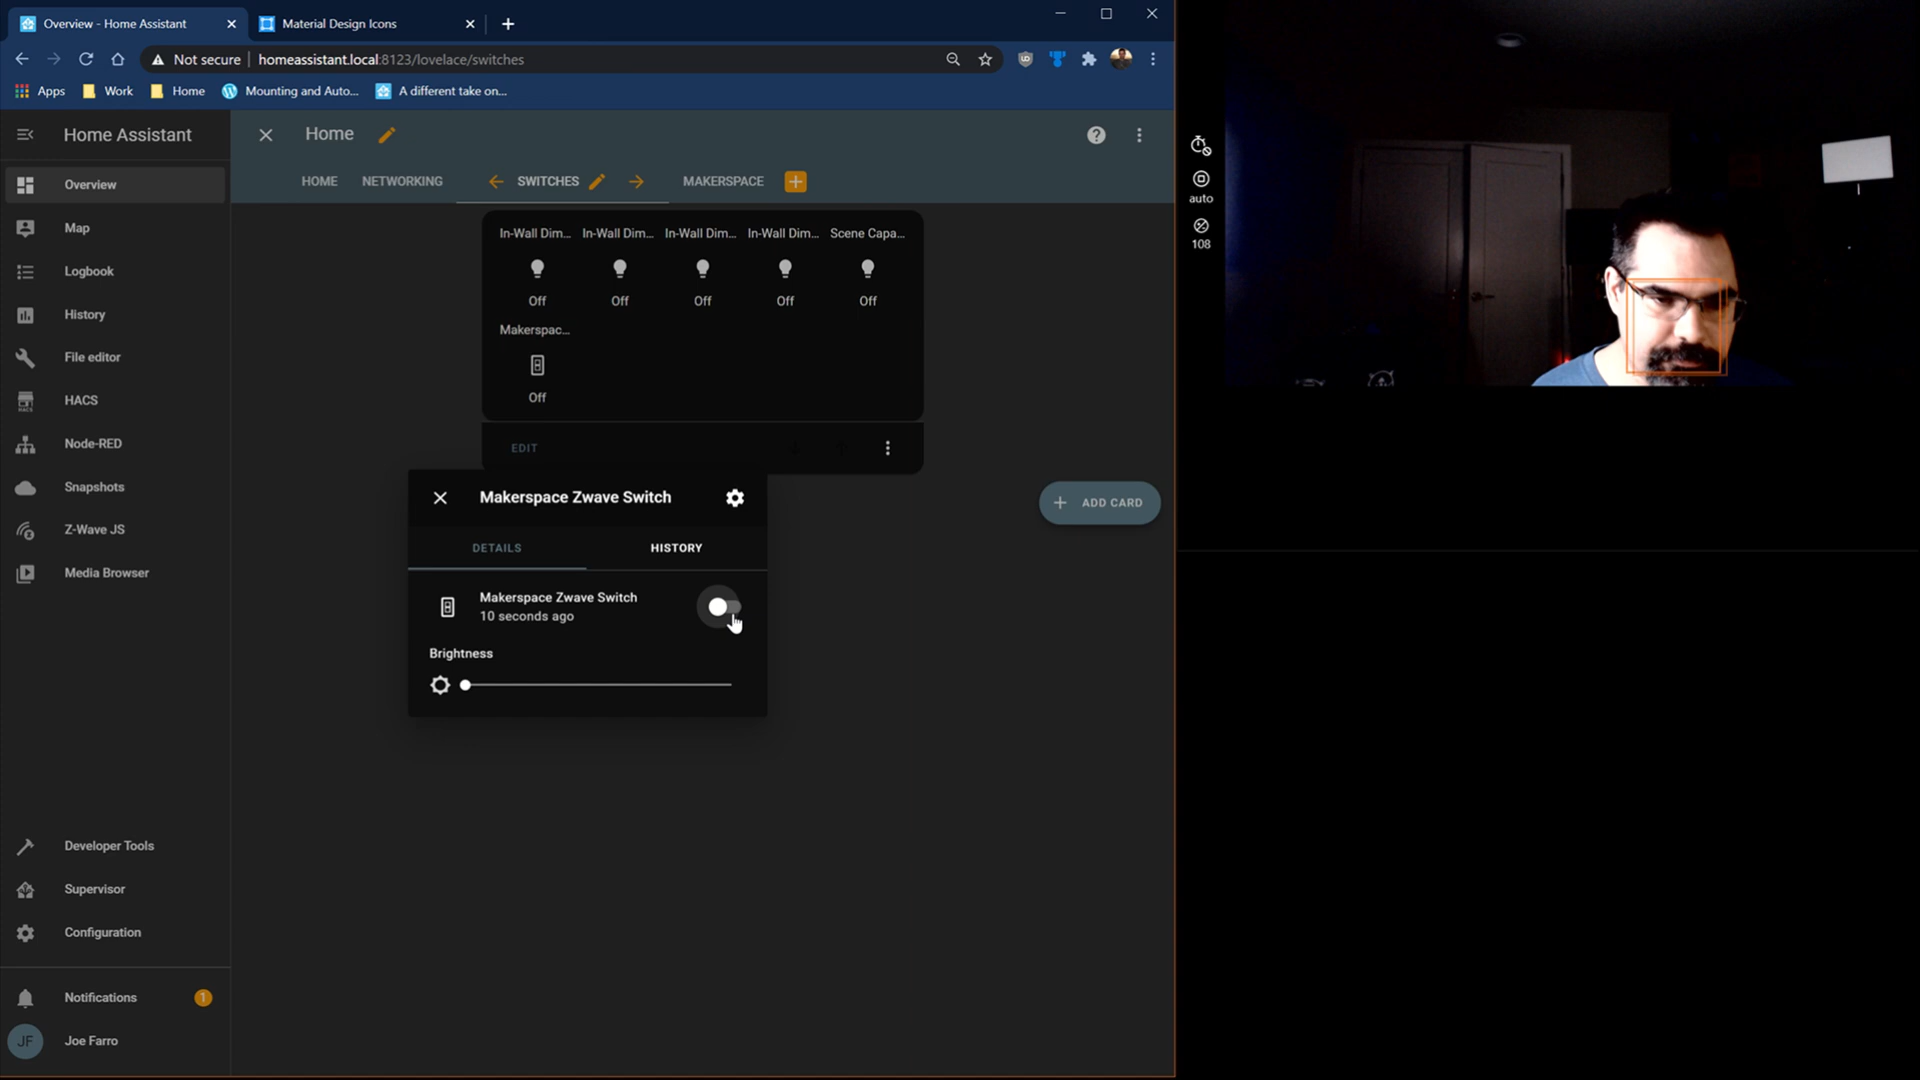 Overview - Home Assistant
Material Design Icons
Not secure
homeassistant.local:8123/lovelace/switches
Apps
Work
Home
Mounting and Auto...
A different take on...
Home Assistant
Home
Overview
HOME
NETWORKING
SWITCHES
MAKERSPACE
Map
Logbook
History
File editor
HACS
HACS
Node-RED
Snapshots
Z-Wave JS
Media Browser
In-Wall Dim...
In-Wall Dim...
In-Wall Dim...
In-Wall Dim...
Scene Capa...
Off
Off
Off
Off
Off
Makerspac...
Off
EDIT
ADD CARD
Makerspace Zwave Switch
DETAILS
HISTORY
Makerspace Zwave Switch
10 seconds ago
Brightness
Developer Tools
Supervisor
Configuration
Notifications
1
JF
Joe Farro
auto
108